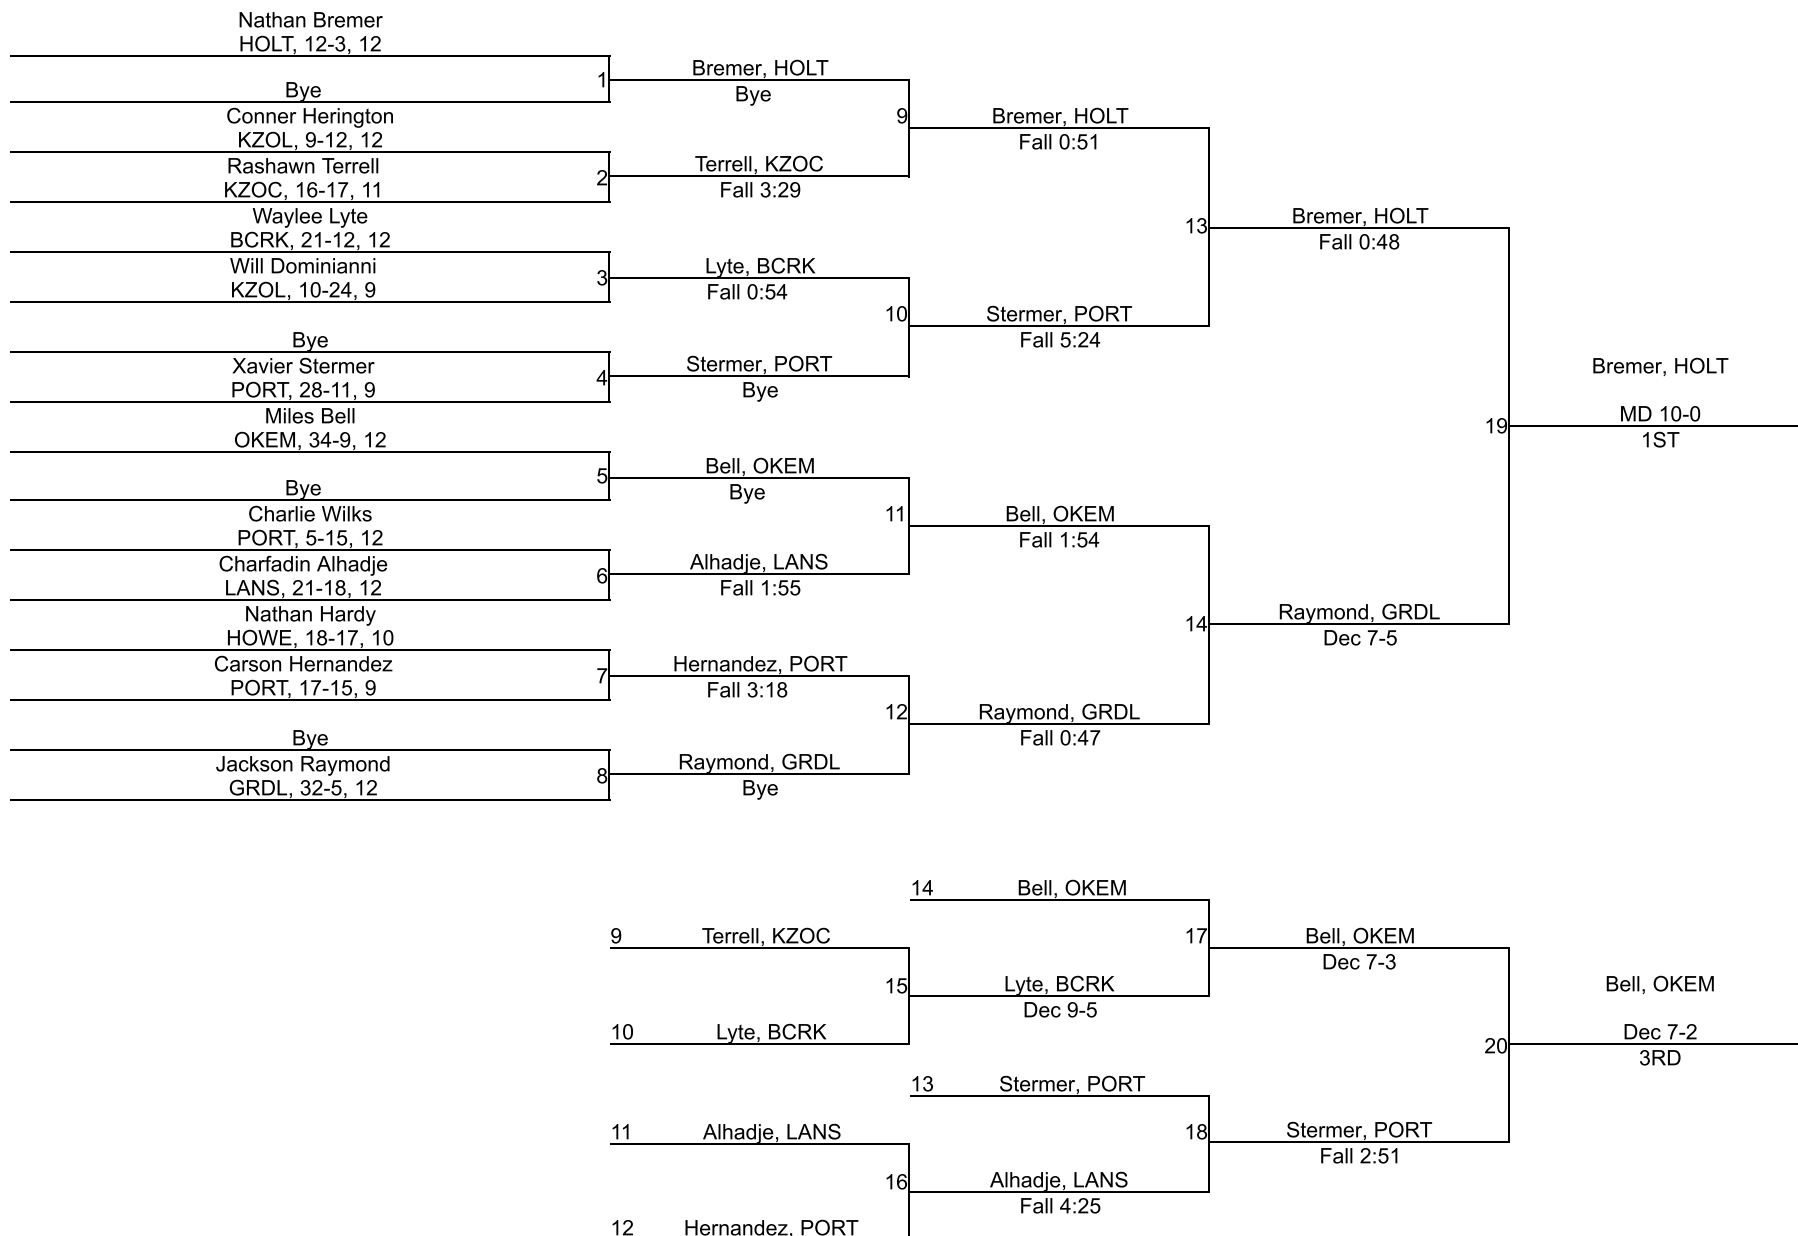 Nathan Bremer
HOLT, 12-3, 12
Bye
Conner Herington
KZOL, 9-12, 12
Rashawn Terrell
KZOC, 16-17, 11
Waylee Lyte
BCRK, 21-12, 12
Will Dominianni
KZOL, 10-24, 9
Bye
Xavier Stermer
PORT, 28-11, 9
Miles Bell
OKEM, 34-9, 12
Bye
Charlie Wilks
PORT, 5-15, 12
Charfadin Alhadje
LANS, 21-18, 12
Nathan Hardy
HOWE, 18-17, 10
Carson Hernandez
PORT, 17-15, 9
Bye
Jackson Raymond
GRDL, 32-5, 12
1
Bremer, HOLT
Bye
2
Terrell, KZOC
Fall 3:29
3
Lyte, BCRK
Fall 0:54
4
Stermer, PORT
Bye
5
Bell, OKEM
Bye
6
Alhadje, LANS
Fall 1:55
7
Hernandez, PORT
Fall 3:18
8
Raymond, GRDL
Bye
9
Bremer, HOLT
Fall 0:51
10
Stermer, PORT
Fall 5:24
11
Bell, OKEM
Fall 1:54
12
Raymond, GRDL
Fall 0:47
13
Bremer, HOLT
Fall 0:48
14
Raymond, GRDL
Dec 7-5
19
Bremer, HOLT
MD 10-0
1ST
9 Terrell, KZOC
10 Lyte, BCRK
11 Alhadje, LANS
12 Hernandez, PORT
14 Bell, OKEM
15
Lyte, BCRK
Dec 9-5
13 Stermer, PORT
16
Alhadje, LANS
Fall 4:25
17
Bell, OKEM
Dec 7-3
18
Stermer, PORT
Fall 2:51
20
Bell, OKEM
Dec 7-2
3RD